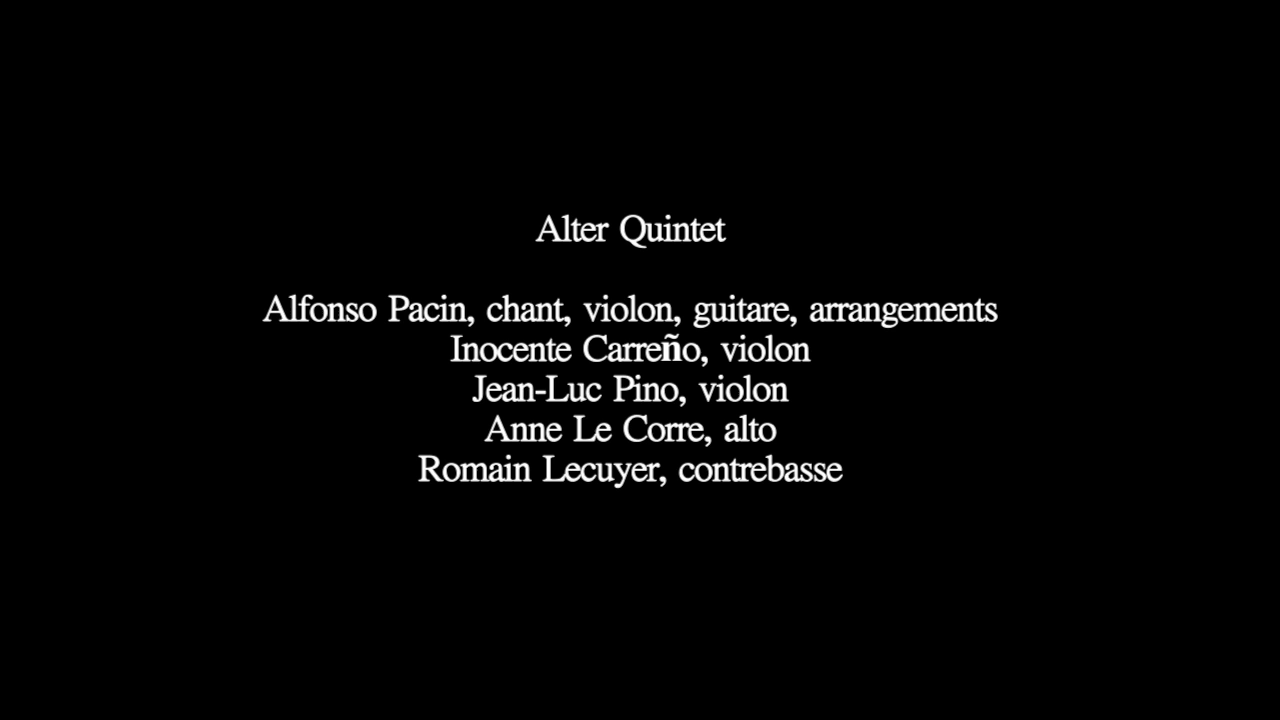 Alter Quintet
Alfonso Pacin, chant, violon, guitare, arrangements
Inocente Carreño, violon
Jean-Luc Pino, violon
Anne Le Corre, alto
Romain Lecuyer, contrebasse